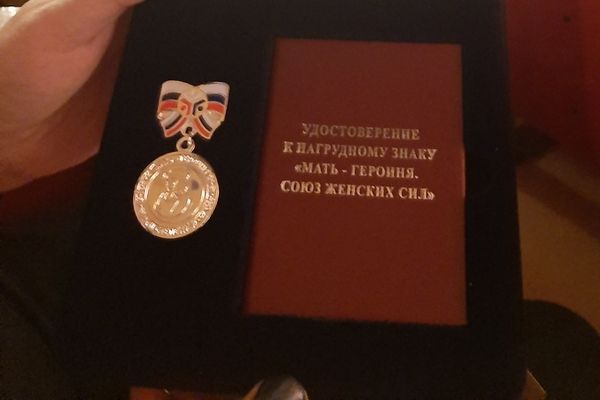 УДОСТОВЕРЕНИЕ
К НАГРУДНОМУ ЗНАКУ
«МАТЬ - ГЕРОИНЯ.
СОЮЗ ЖЕНСКИХ СИЛ»